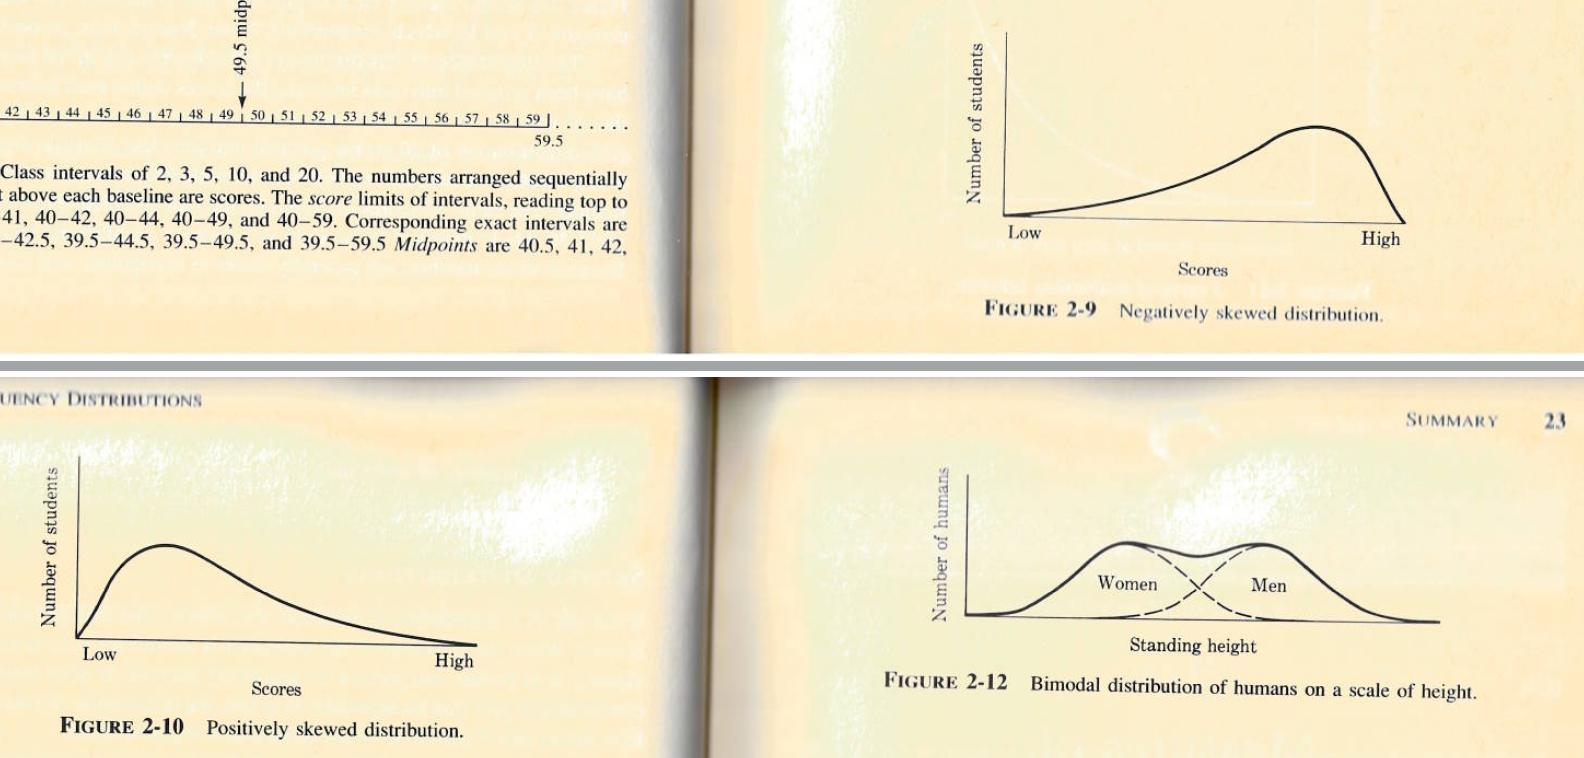 49.5 midp
42 43 44 45 46 47 48 49 50 51 52 53 54 55 56 57 58 59
59.5
Class intervals of 2, 3, 5, 10, and 20. The numbers arranged sequentially
above each baseline are scores. The score limits of intervals, reading top to
41, 40–42, 40–44, 40–49, and 40–59. Corresponding exact intervals are
–42.5, 39.5–44.5, 39.5–49.5, and 39.5–59.5 Midpoints are 40.5, 41, 42,
Number of students
Low
High
Scores
FIGURE 2-9 Negatively skewed distribution.
UENCY DISTRIBUTIONS
Number of students
Low
High
Scores
FIGURE 2-10 Positively skewed distribution.
SUMMARY 23
Number of humans
Women
Men
Standing height
FIGURE 2-12 Bimodal distribution of humans on a scale of height.